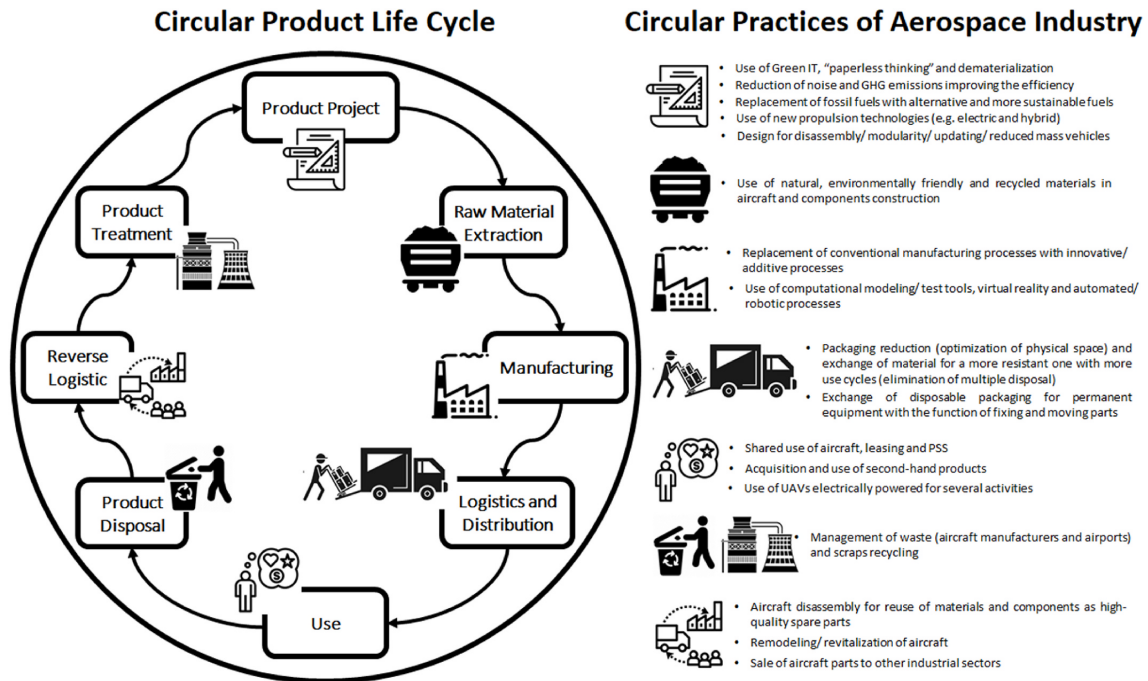 Circular Product Life Cycle
Product Project
Raw Material
Extraction
Manufacturing
Logistics and
Distribution
Use
Product
Disposal
Reverse
Logistic
Product
Treatment
Circular Practices of Aerospace Industry
• Use of Green IT, “paperless thinking” and dematerialization
• Reduction of noise and GHG emissions improving the efficiency
• Replacement of fossil fuels with alternative and more sustainable fuels
• Use of new propulsion technologies (e.g. electric and hybrid)
• Design for disassembly/ modularity/ updating/ reduced mass vehicles
• Use of natural, environmentally friendly and recycled materials in
aircraft and components construction
• Replacement of conventional manufacturing processes with innovative/
additive processes
• Use of computational modeling/ test tools, virtual reality and automated/
robotic processes
• Packaging reduction (optimization of physical space) and
exchange of material for a more resistant one with more
use cycles (elimination of multiple disposal)
• Exchange of disposable packaging for permanent
equipment with the function of fixing and moving parts
• Shared use of aircraft, leasing and PSS
• Acquisition and use of second-hand products
• Use of UAVs electrically powered for several activities
• Management of waste (aircraft manufacturers and airports)
and scraps recycling
• Aircraft disassembly for reuse of materials and components as high-
quality spare parts
• Remodeling/ revitalization of aircraft
• Sale of aircraft parts to other industrial sectors